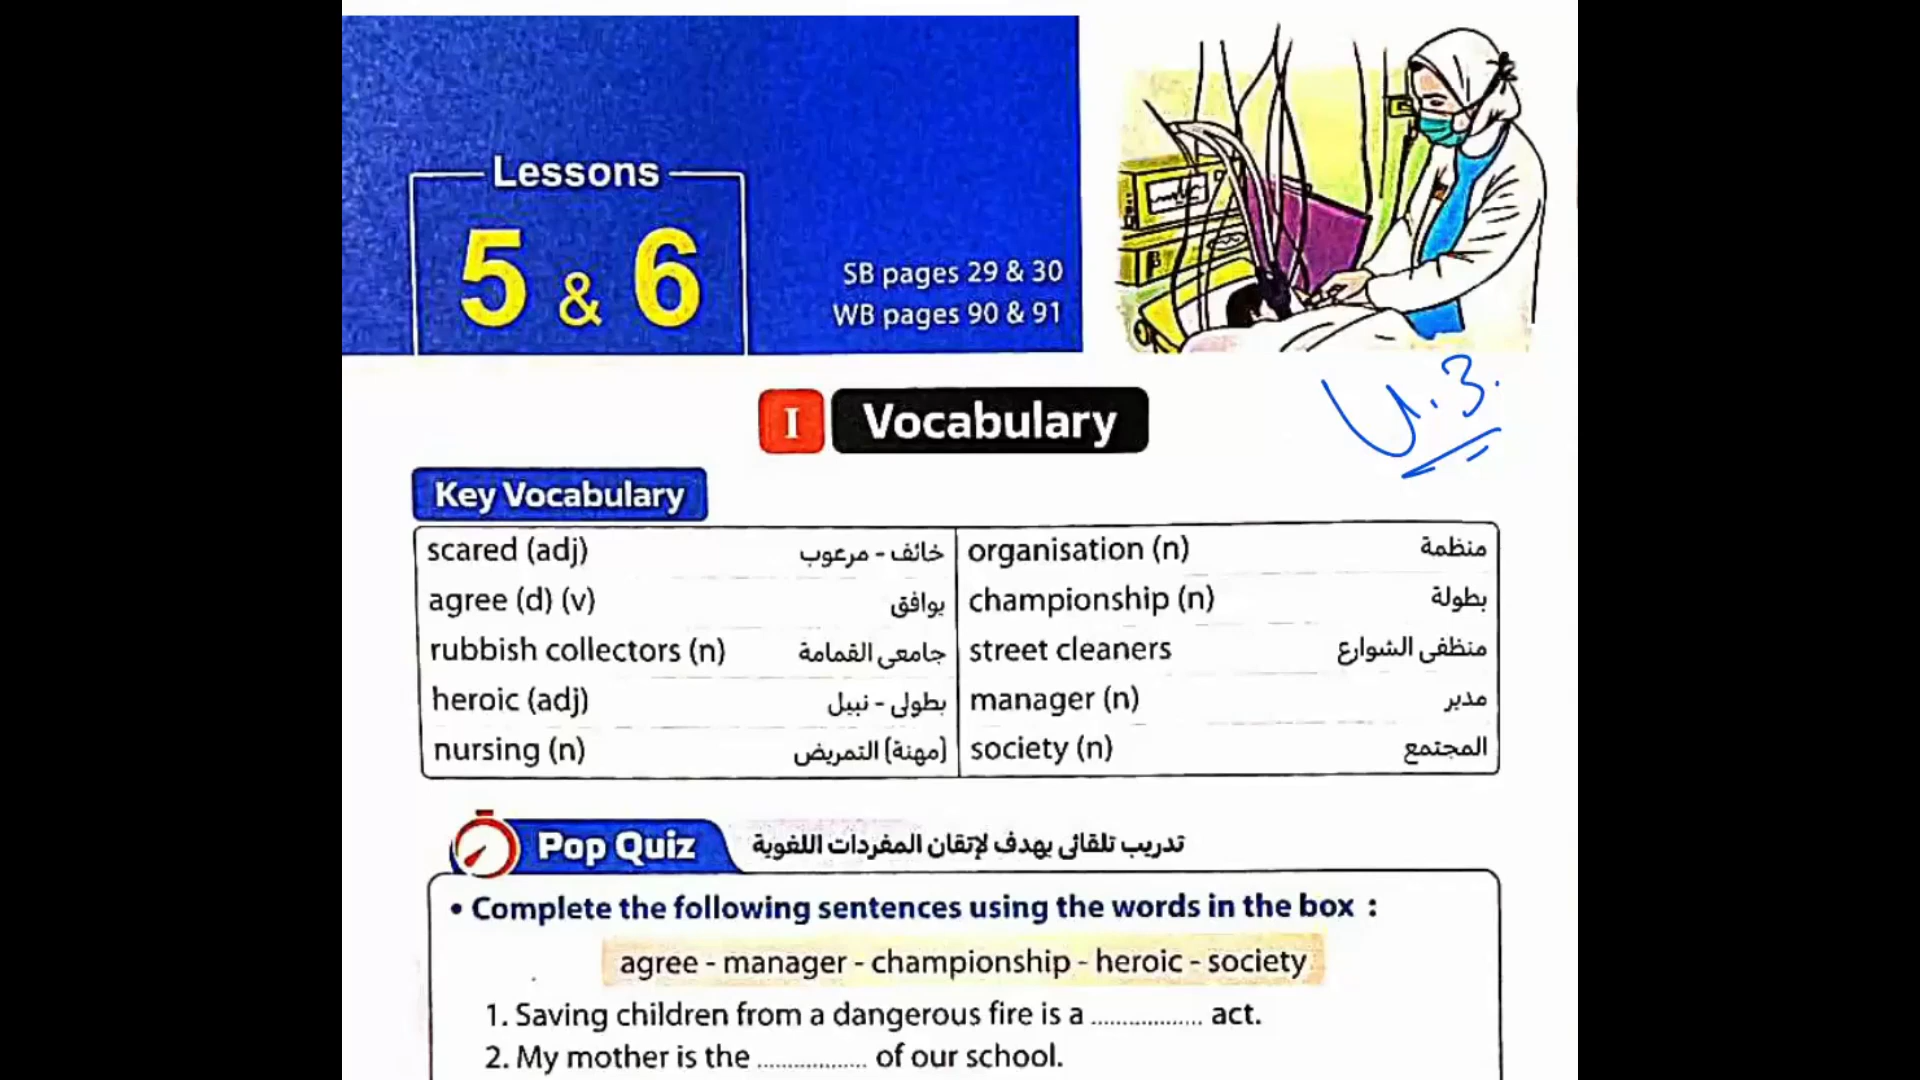 Lessons
5 & 6
SB pages 29 & 30
WB pages 90 & 91
U.3.
I Vocabulary
Key Vocabulary
scared (adj) خائف - مرعوب
organisation (n) منظمة
agree (d) (v) يوافق
championship (n) بطولة
rubbish collectors (n) جامعى القمامة
street cleaners منظفى الشوارع
heroic (adj) بطولى - نبيل
manager (n) مدير
nursing (n) (مهنة) التمريض
society (n) المجتمع
Pop Quiz تدريب تلقائى يهدف لإتقان المفردات اللغوية
• Complete the following sentences using the words in the box :
agree - manager - championship - heroic - society
1. Saving children from a dangerous fire is a .................. act.
2. My mother is the .................. of our school.